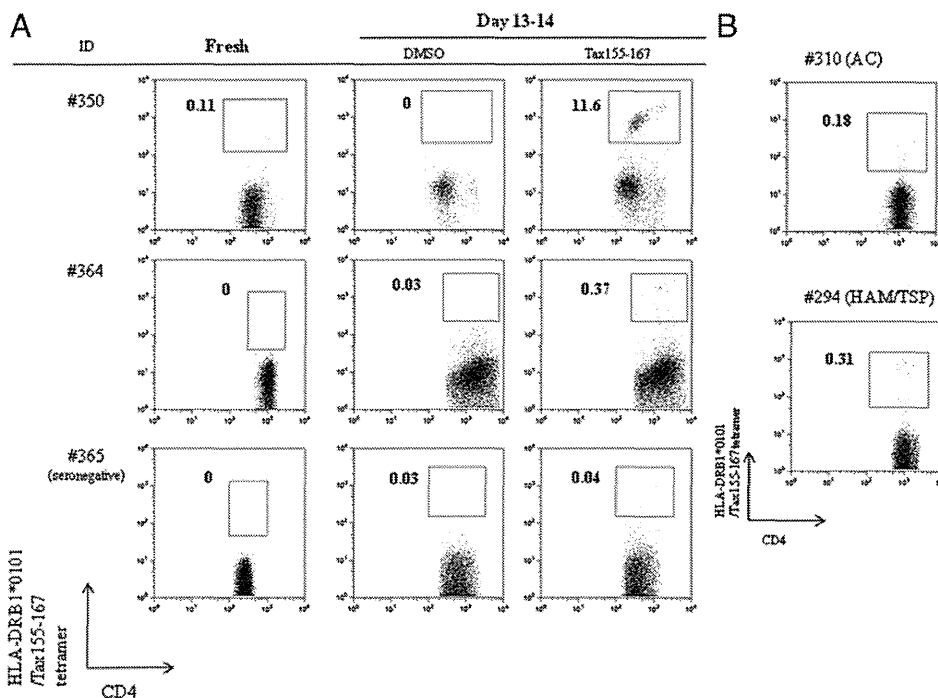 A
B
Day 13-14
ID
Fresh
DMSO
Tax155-167
#350
0.11
0
11.6
#364
0
0.03
0.37
#365
(seronegative)
0
0.03
0.04
HLA-DRB1*0101
/Tax155-167
tetramer
CD4
#310 (AC)
0.18
#294 (HAM/TSP)
0.31
HLA-DRB1*0101
/Tax155-167 tetramer
CD4